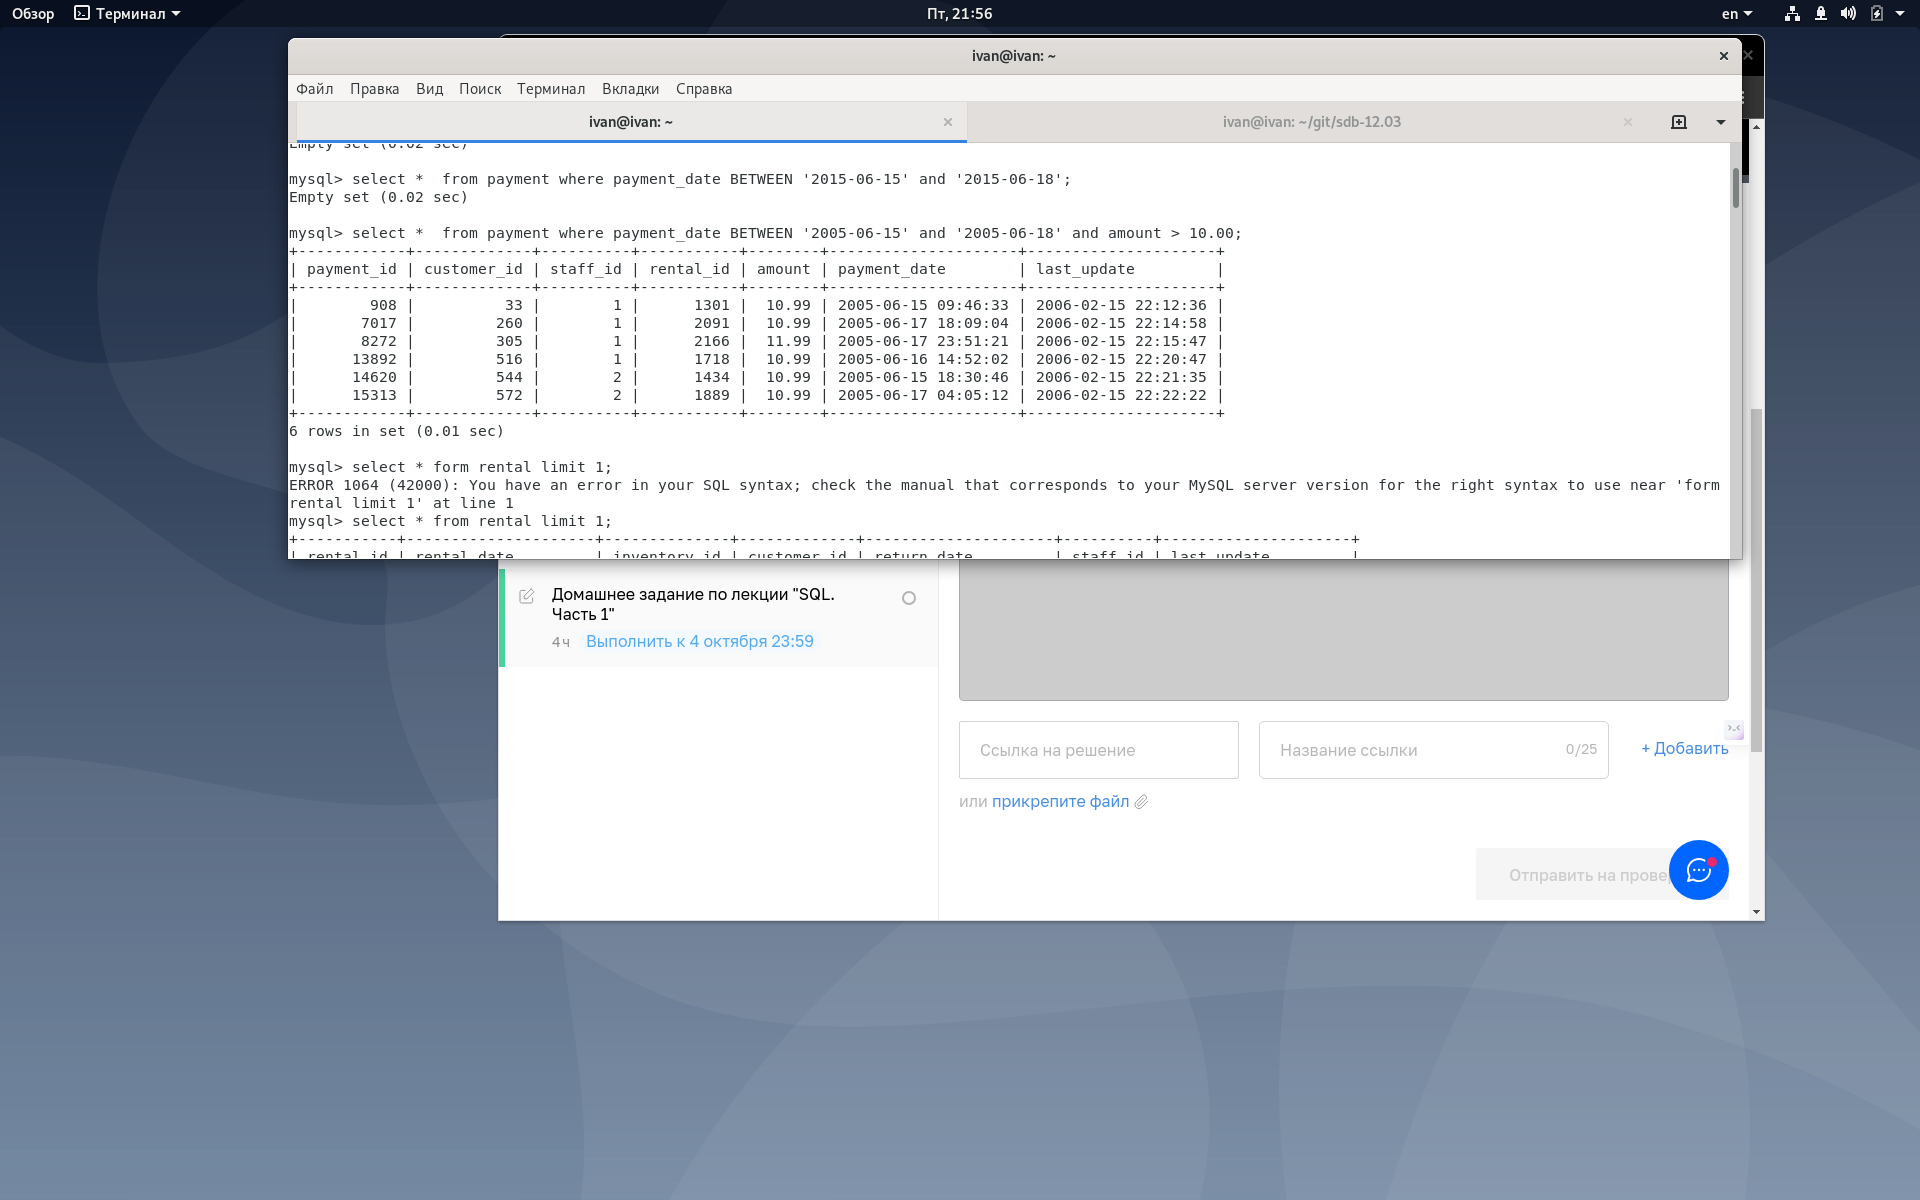 Обзор Терминал Пт, 21:56 en
ivan@ivan: ~
Файл Правка Вид Поиск Терминал Вкладки Справка
ivan@ivan: ~ ivan@ivan: ~/git/sdb-12.03
Empty set (0.02 sec)
mysql> select *  from payment where payment_date BETWEEN '2015-06-15' and '2015-06-18';
Empty set (0.02 sec)
mysql> select *  from payment where payment_date BETWEEN '2005-06-15' and '2005-06-18' and amount > 10.00;
+------------+-------------+----------+-----------+--------+---------------------+---------------------+
| payment_id | customer_id | staff_id | rental_id | amount | payment_date        | last_update         |
+------------+-------------+----------+-----------+--------+---------------------+---------------------+
|        908 |          33 |        1 |      1301 |  10.99 | 2005-06-15 09:46:33 | 2006-02-15 22:12:36 |
|       7017 |         260 |        1 |      2091 |  10.99 | 2005-06-17 18:09:04 | 2006-02-15 22:14:58 |
|       8272 |         305 |        1 |      2166 |  11.99 | 2005-06-17 23:51:21 | 2006-02-15 22:15:47 |
|      13892 |         516 |        1 |      1718 |  10.99 | 2005-06-16 14:52:02 | 2006-02-15 22:20:47 |
|      14620 |         544 |        2 |      1434 |  10.99 | 2005-06-15 18:30:46 | 2006-02-15 22:21:35 |
|      15313 |         572 |        2 |      1889 |  10.99 | 2005-06-17 04:05:12 | 2006-02-15 22:22:22 |
+------------+-------------+----------+-----------+--------+---------------------+---------------------+
6 rows in set (0.01 sec)
mysql> select * form rental limit 1;
ERROR 1064 (42000): You have an error in your SQL syntax; check the manual that corresponds to your MySQL server version for the right syntax to use near 'form
rental limit 1' at line 1
mysql> select * from rental limit 1;
+-----------+---------------------+--------------+-------------+---------------------+----------+---------------------+
| rental_id | rental_date         | inventory_id | customer_id | return_date         | staff_id | last_update         |
Домашнее задание по лекции "SQL.
Часть 1"
4 ч Выполнить к 4 октября 23:59
Ссылка на решение Название ссылки 0/25 + Добавить
или прикрепите файл
Отправить на прове